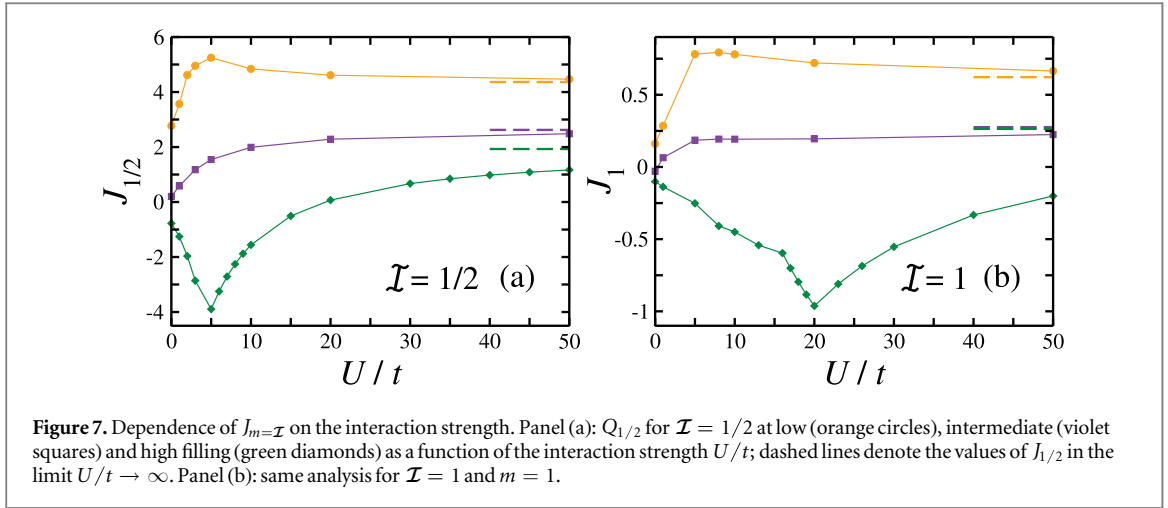 6
4
2
0
-2
-4
J1/2
0 10 20 30 40 50
U / t
𝓘 = 1/2 (a)
0.5
0
-0.5
-1
J1
0 10 20 30 40 50
U / t
𝓘 = 1 (b)
Figure 7. Dependence of Jm=𝓘 on the interaction strength. Panel (a): Q1/2 for 𝓘 = 1/2 at low (orange circles), intermediate (violet
squares) and high filling (green diamonds) as a function of the interaction strength U/t; dashed lines denote the values of J1/2 in the
limit U/t → ∞. Panel (b): same analysis for 𝓘 = 1 and m = 1.